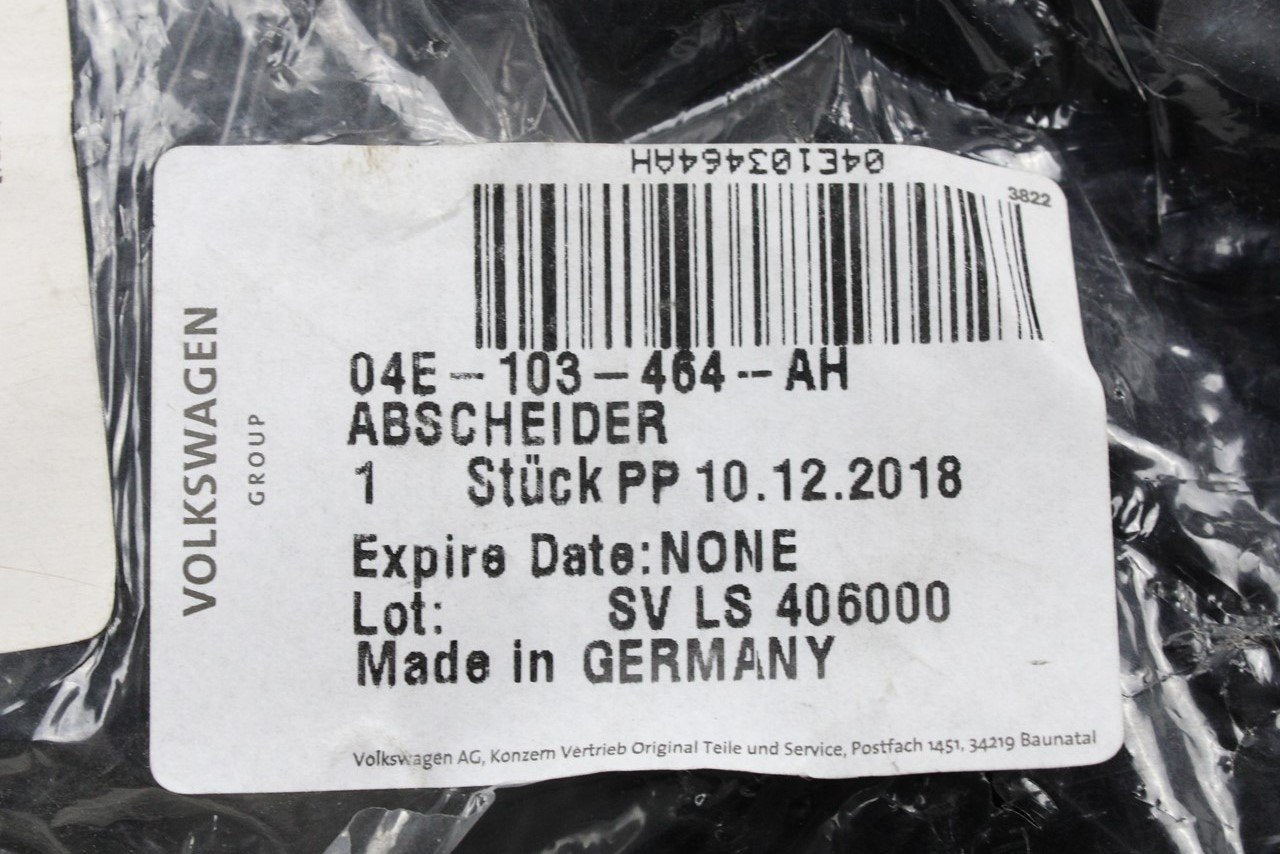 04E103464AH
3822
04E-103-464-AH
ABSCHEIDER
1 Stück PP 10.12.2018
Expire Date:NONE
Lot: SV LS 406000
Made in GERMANY
VOLKSWAGEN
GROUP
Volkswagen AG, Konzern Vertrieb Original Teile und Service, Postfach 1451, 34219 Baunatal